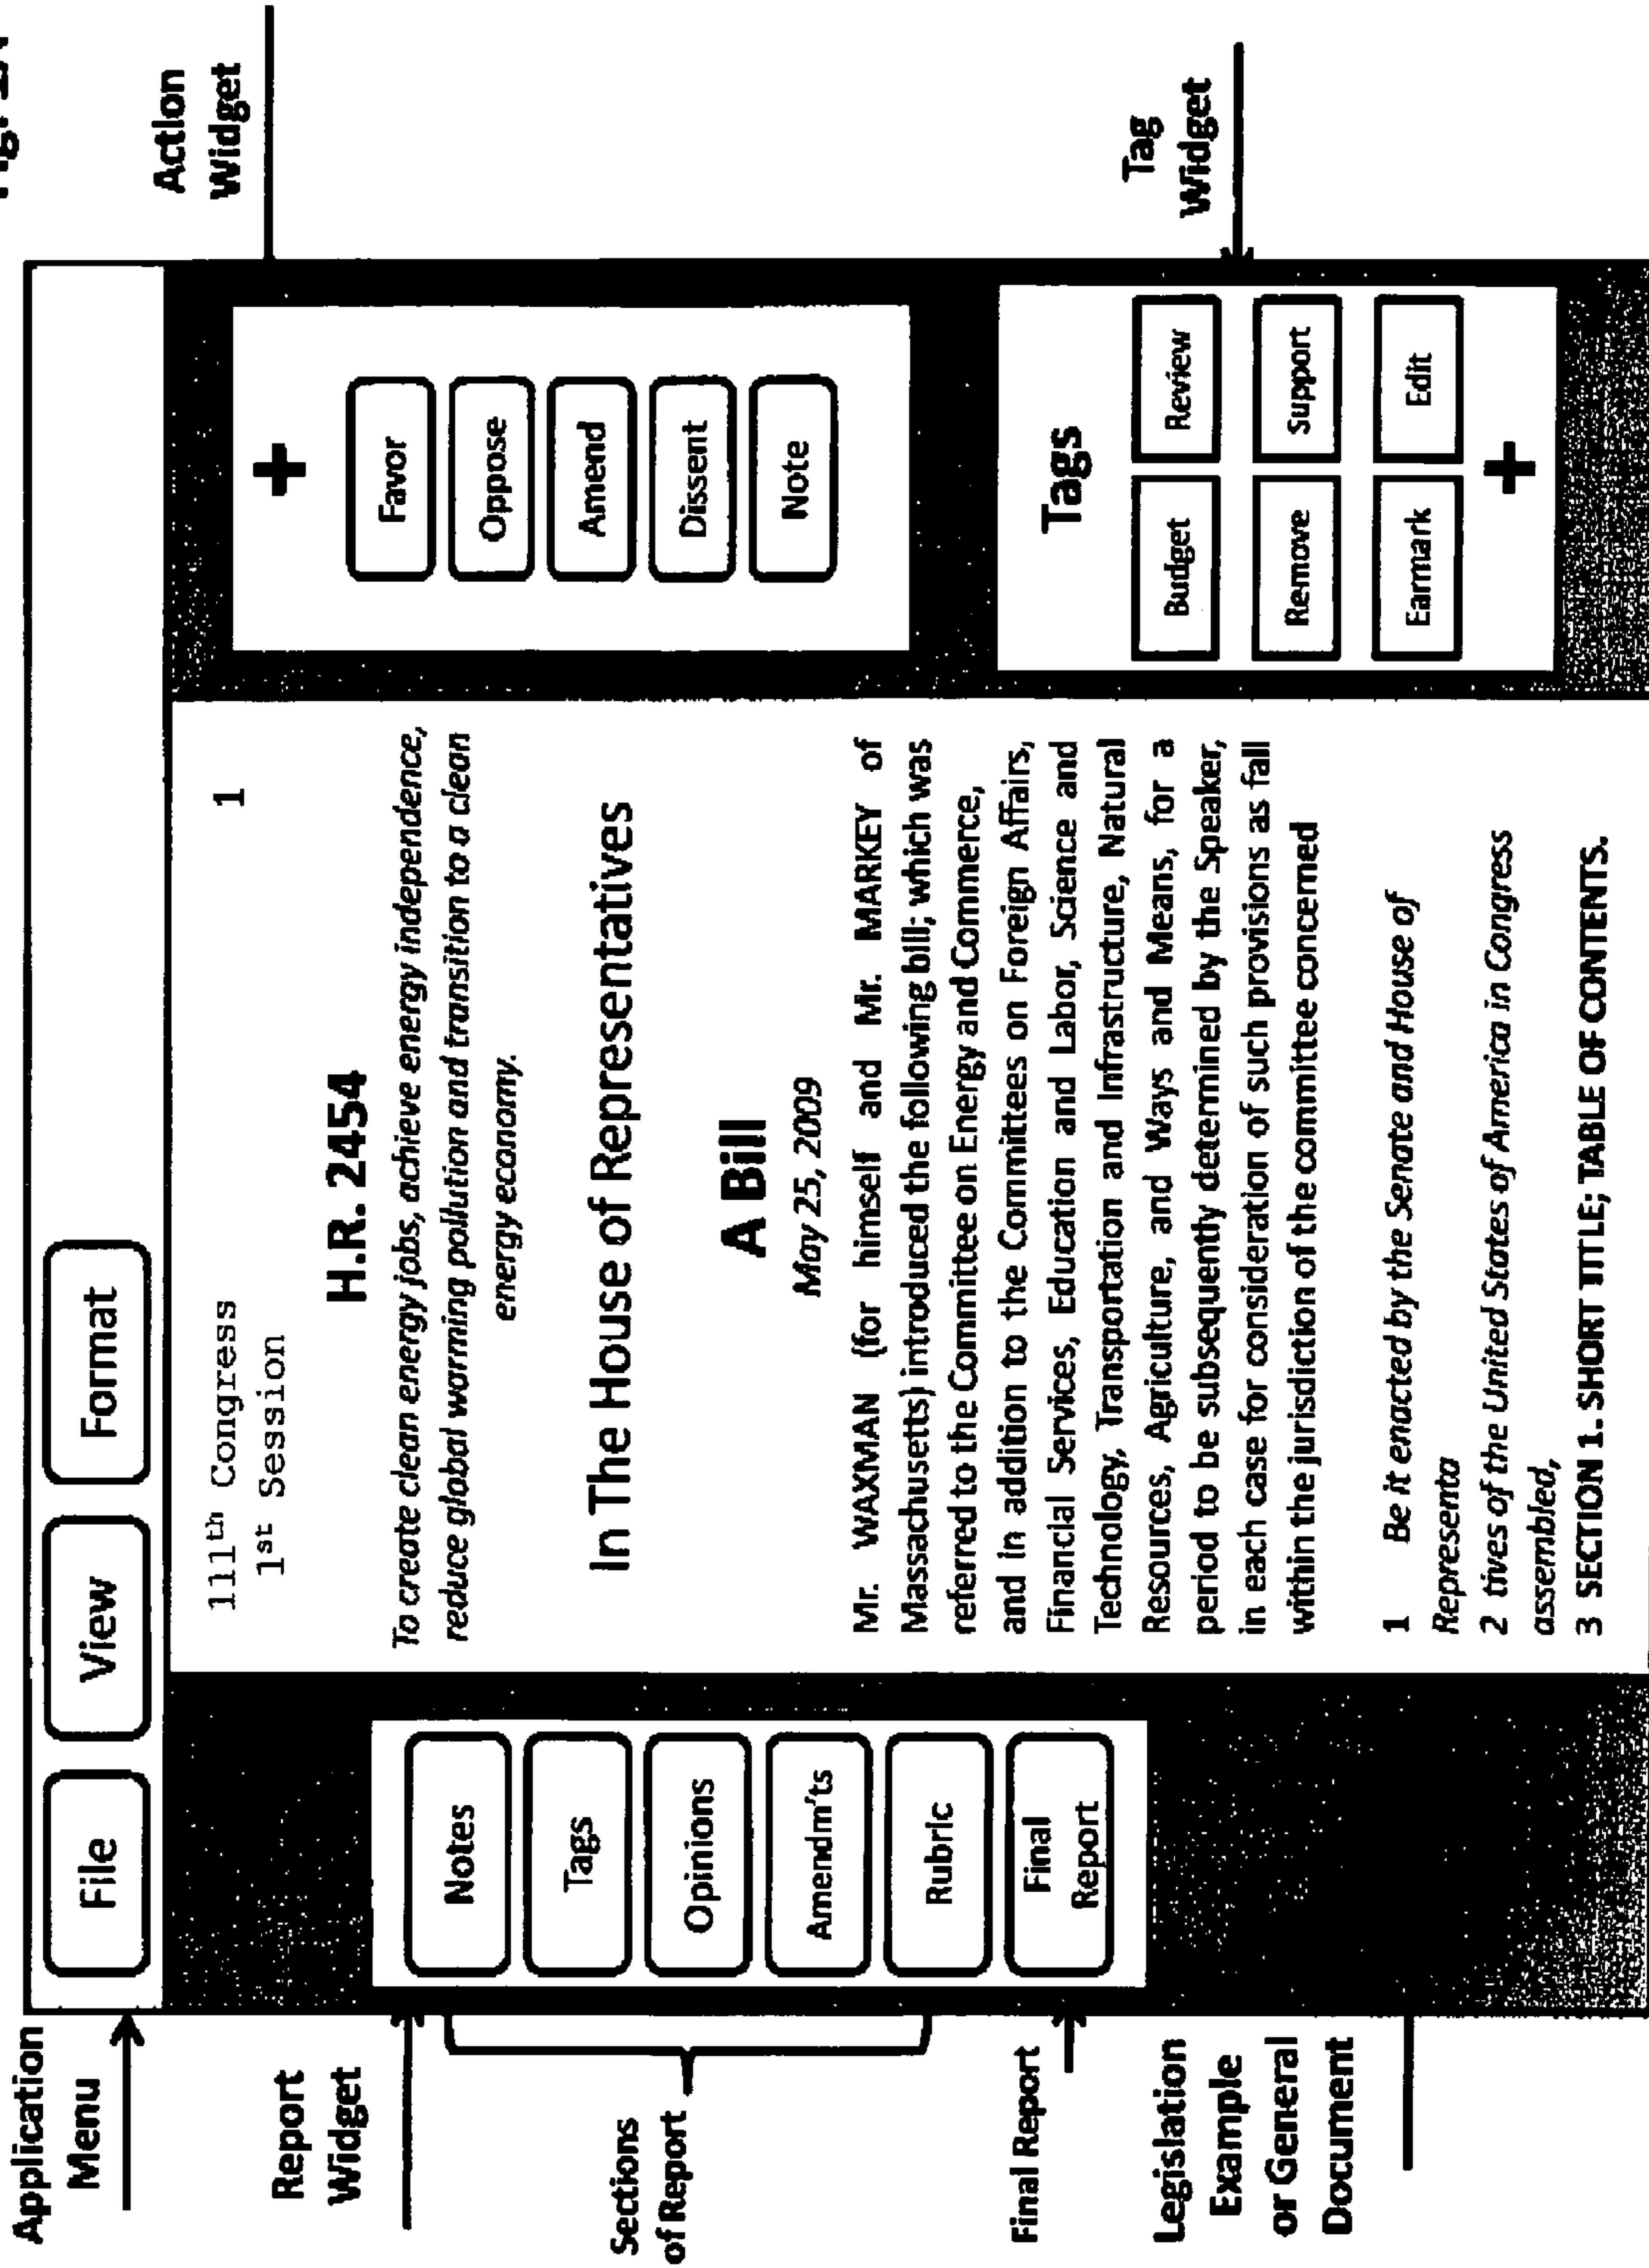 Application
Menu
File
View
Format
Report
Widget
Notes
Tags
Opinions
Amendm'ts
Rubric
Final
Report
Sections
of Report
Final Report
Legislation
Example
or General
Document
111th Congress
1st Session
1
H.R. 2454
To create clean energy jobs, achieve energy independence,
reduce global warming pollution and transition to a clean
energy economy.
In The House of Representatives
A Bill
May 25, 2009
Mr. WAXMAN (for himself and Mr. MARKEY of
Massachusetts) introduced the following bill; which was
referred to the Committee on Energy and Commerce,
and in addition to the Committees on Foreign Affairs,
Financial Services, Education and Labor, Science and
Technology, Transportation and Infrastructure, Natural
Resources, Agriculture, and Ways and Means, for a
period to be subsequently determined by the Speaker,
in each case for consideration of such provisions as fall
within the jurisdiction of the committee concerned
1 Be it enacted by the Senate and House of
Representa
2 tives of the United States of America in Congress
assembled,
3 SECTION 1. SHORT TITLE; TABLE OF CONTENTS.
Action
Widget
+
Favor
Oppose
Amend
Dissent
Note
Tag
Widget
Tags
Budget
Review
Remove
Support
Earmark
Edit
+